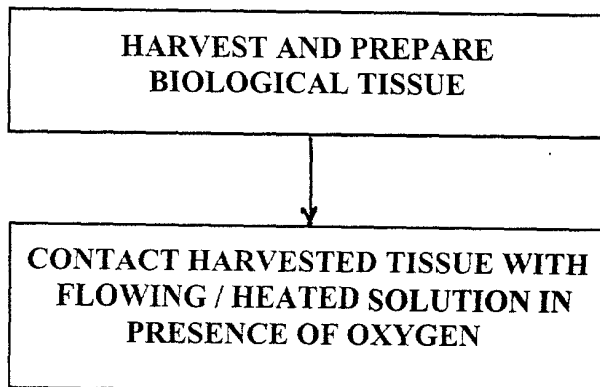 HARVEST AND PREPARE
BIOLOGICAL TISSUE
CONTACT HARVESTED TISSUE WITH
FLOWING / HEATED SOLUTION IN
PRESENCE OF OXYGEN